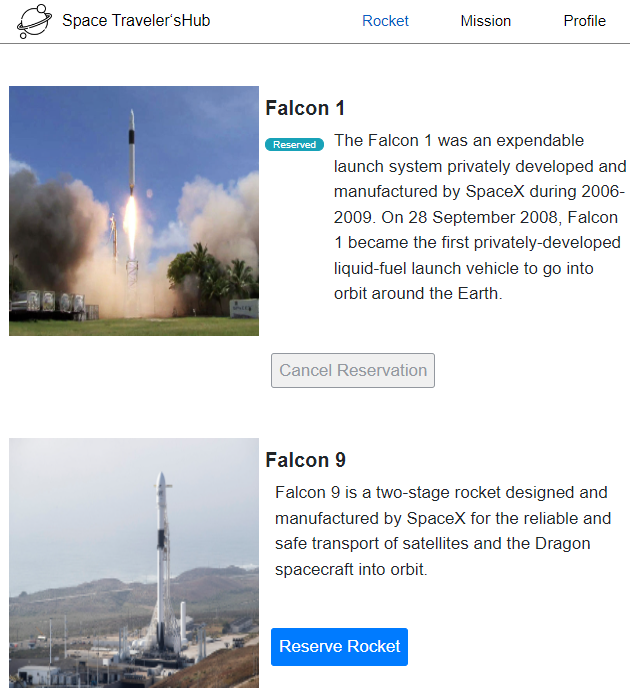 Space Traveler‘sHub
Rocket
Mission
Profile
Falcon 1
Reserved
The Falcon 1 was an expendable
launch system privately developed and
manufactured by SpaceX during 2006-
2009. On 28 September 2008, Falcon
1 became the first privately-developed
liquid-fuel launch vehicle to go into
orbit around the Earth.
Cancel Reservation
Falcon 9
Falcon 9 is a two-stage rocket designed and
manufactured by SpaceX for the reliable and
safe transport of satellites and the Dragon
spacecraft into orbit.
Reserve Rocket